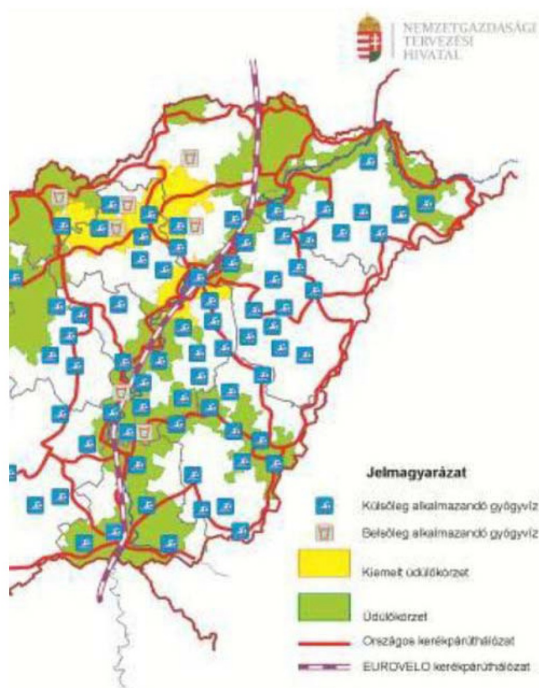 NEMZETGAZDASÁGI
TERVEZÉSI
HIVATAL
Jelmagyarázat
Külsőleg alkalmazandó gyógyvíz
Belsőleg alkalmazandó gyógyvíz
Kiemelt üdülőkörzet
Üdülőkörzet
Országos kerékpárúthálózat
EUROVELO kerékpárúthálózat